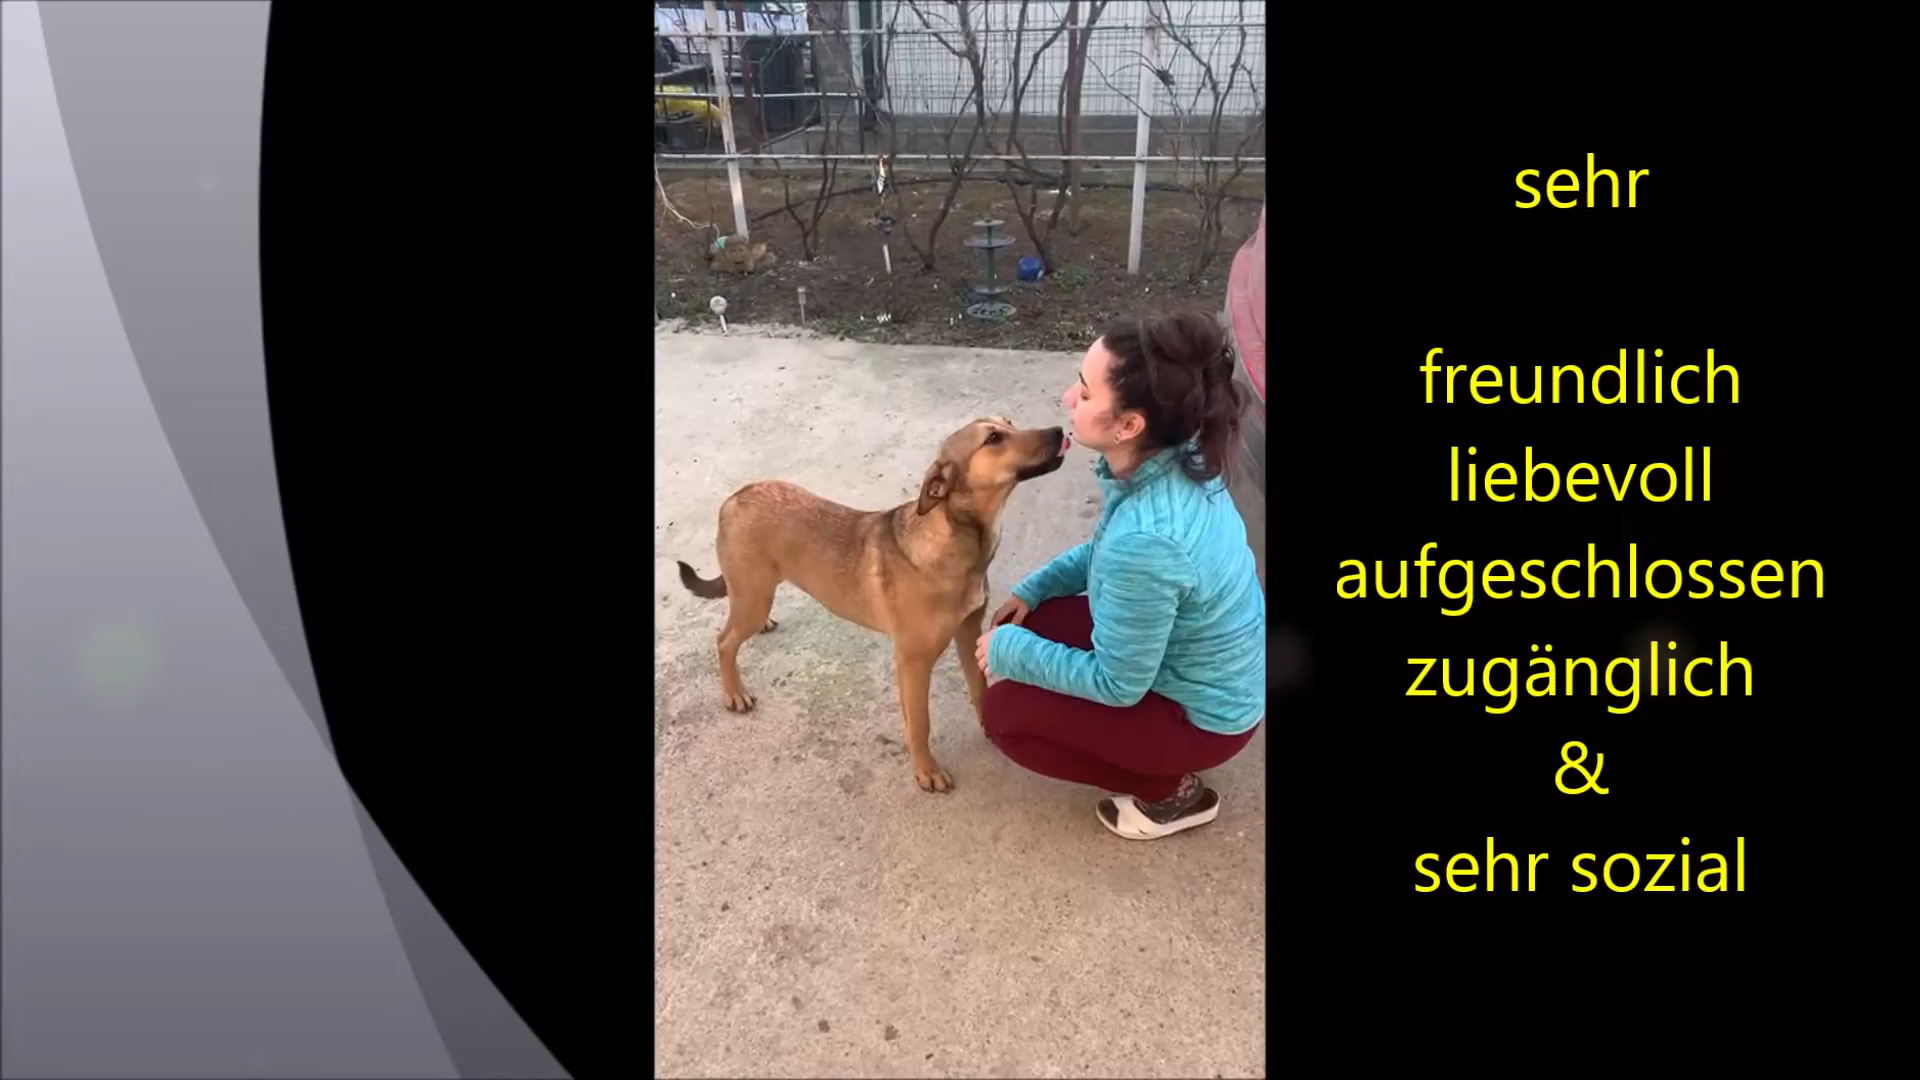 sehr
freundlich
liebevoll
aufgeschlossen
zugänglich
&
sehr sozial